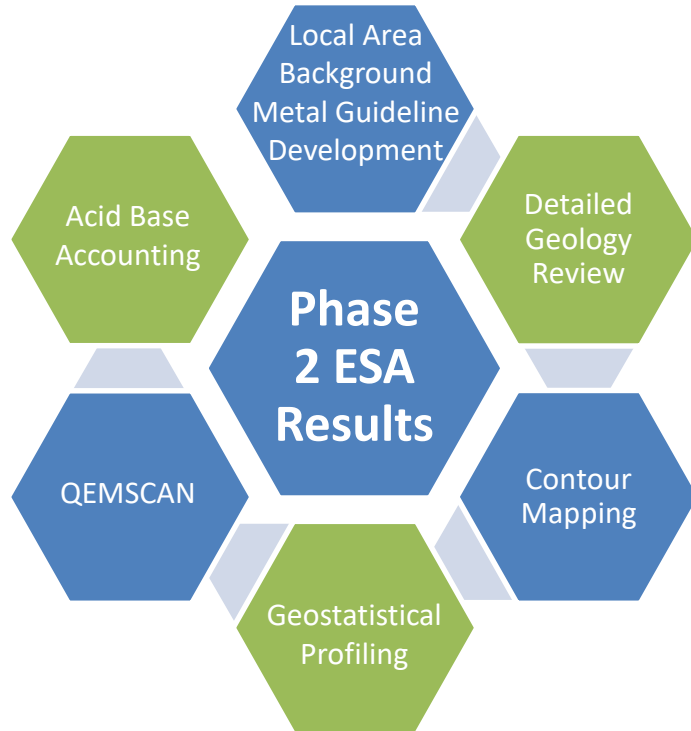 Local Area
Background
Metal Guideline
Development
Detailed
Geology
Review
Contour
Mapping
Geostatistical
Profiling
QEMSCAN
Acid Base
Accounting
Phase
2 ESA
Results